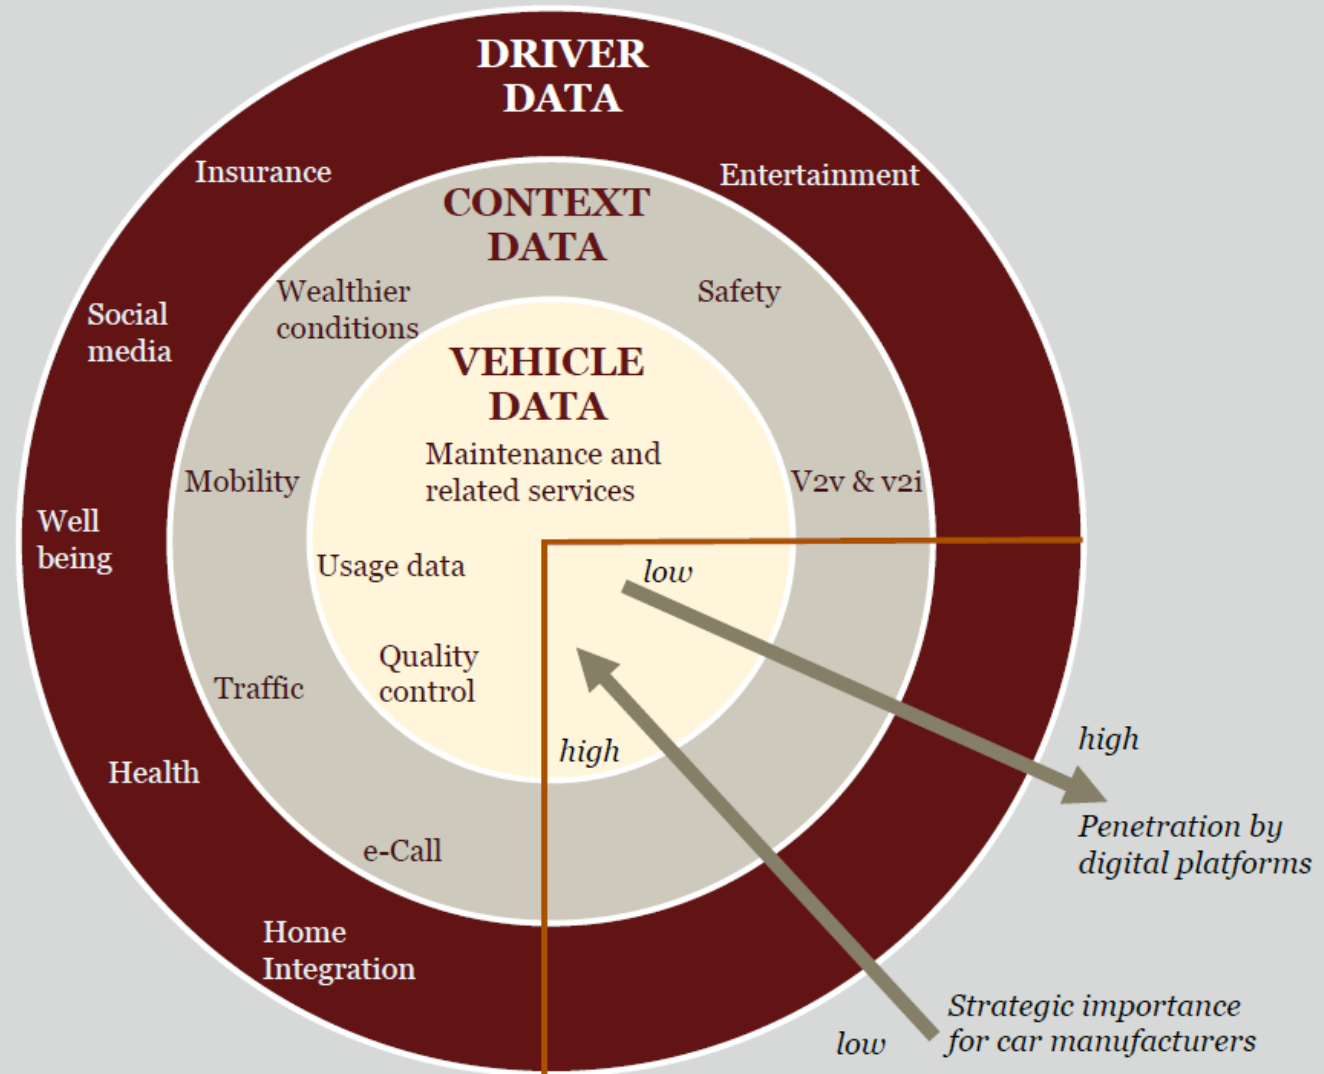 DRIVER
DATA
Insurance
Entertainment
CONTEXT
DATA
Wealthier
conditions
Safety
Social
media
VEHICLE
DATA
Maintenance and
related services
Mobility
V2v & v2i
Well
being
Usage data
low
Quality
control
Traffic
high
high
Health
Penetration by
digital platforms
e-Call
Home
Integration
Strategic importance
for car manufacturers
low